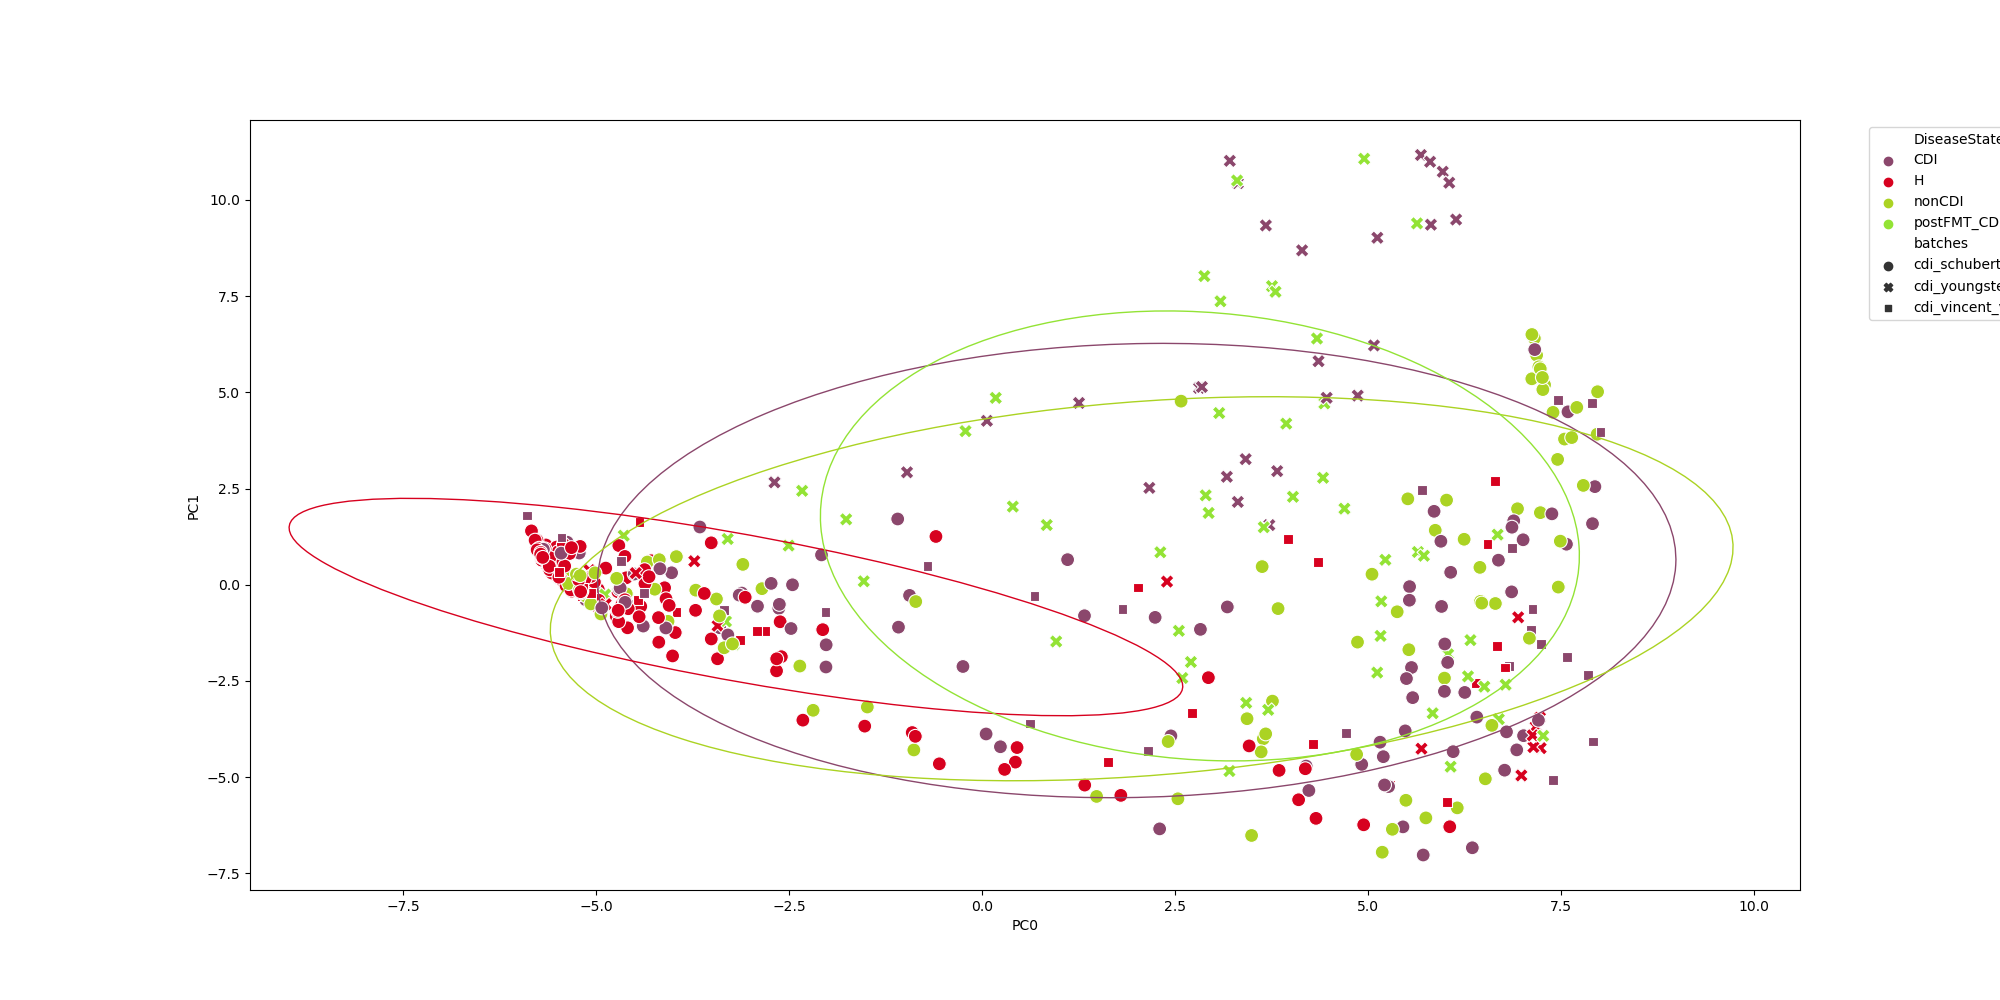 DiseaseState
CDI
H
nonCDI
postFMT_CD
batches
cdi_schubert
cdi_youngste
cdi_vincent_
10.0
7.5
5.0
2.5
0.0
−2.5
−5.0
−7.5
PC1
−7.5
−5.0
−2.5
0.0
2.5
5.0
7.5
10.0
PC0